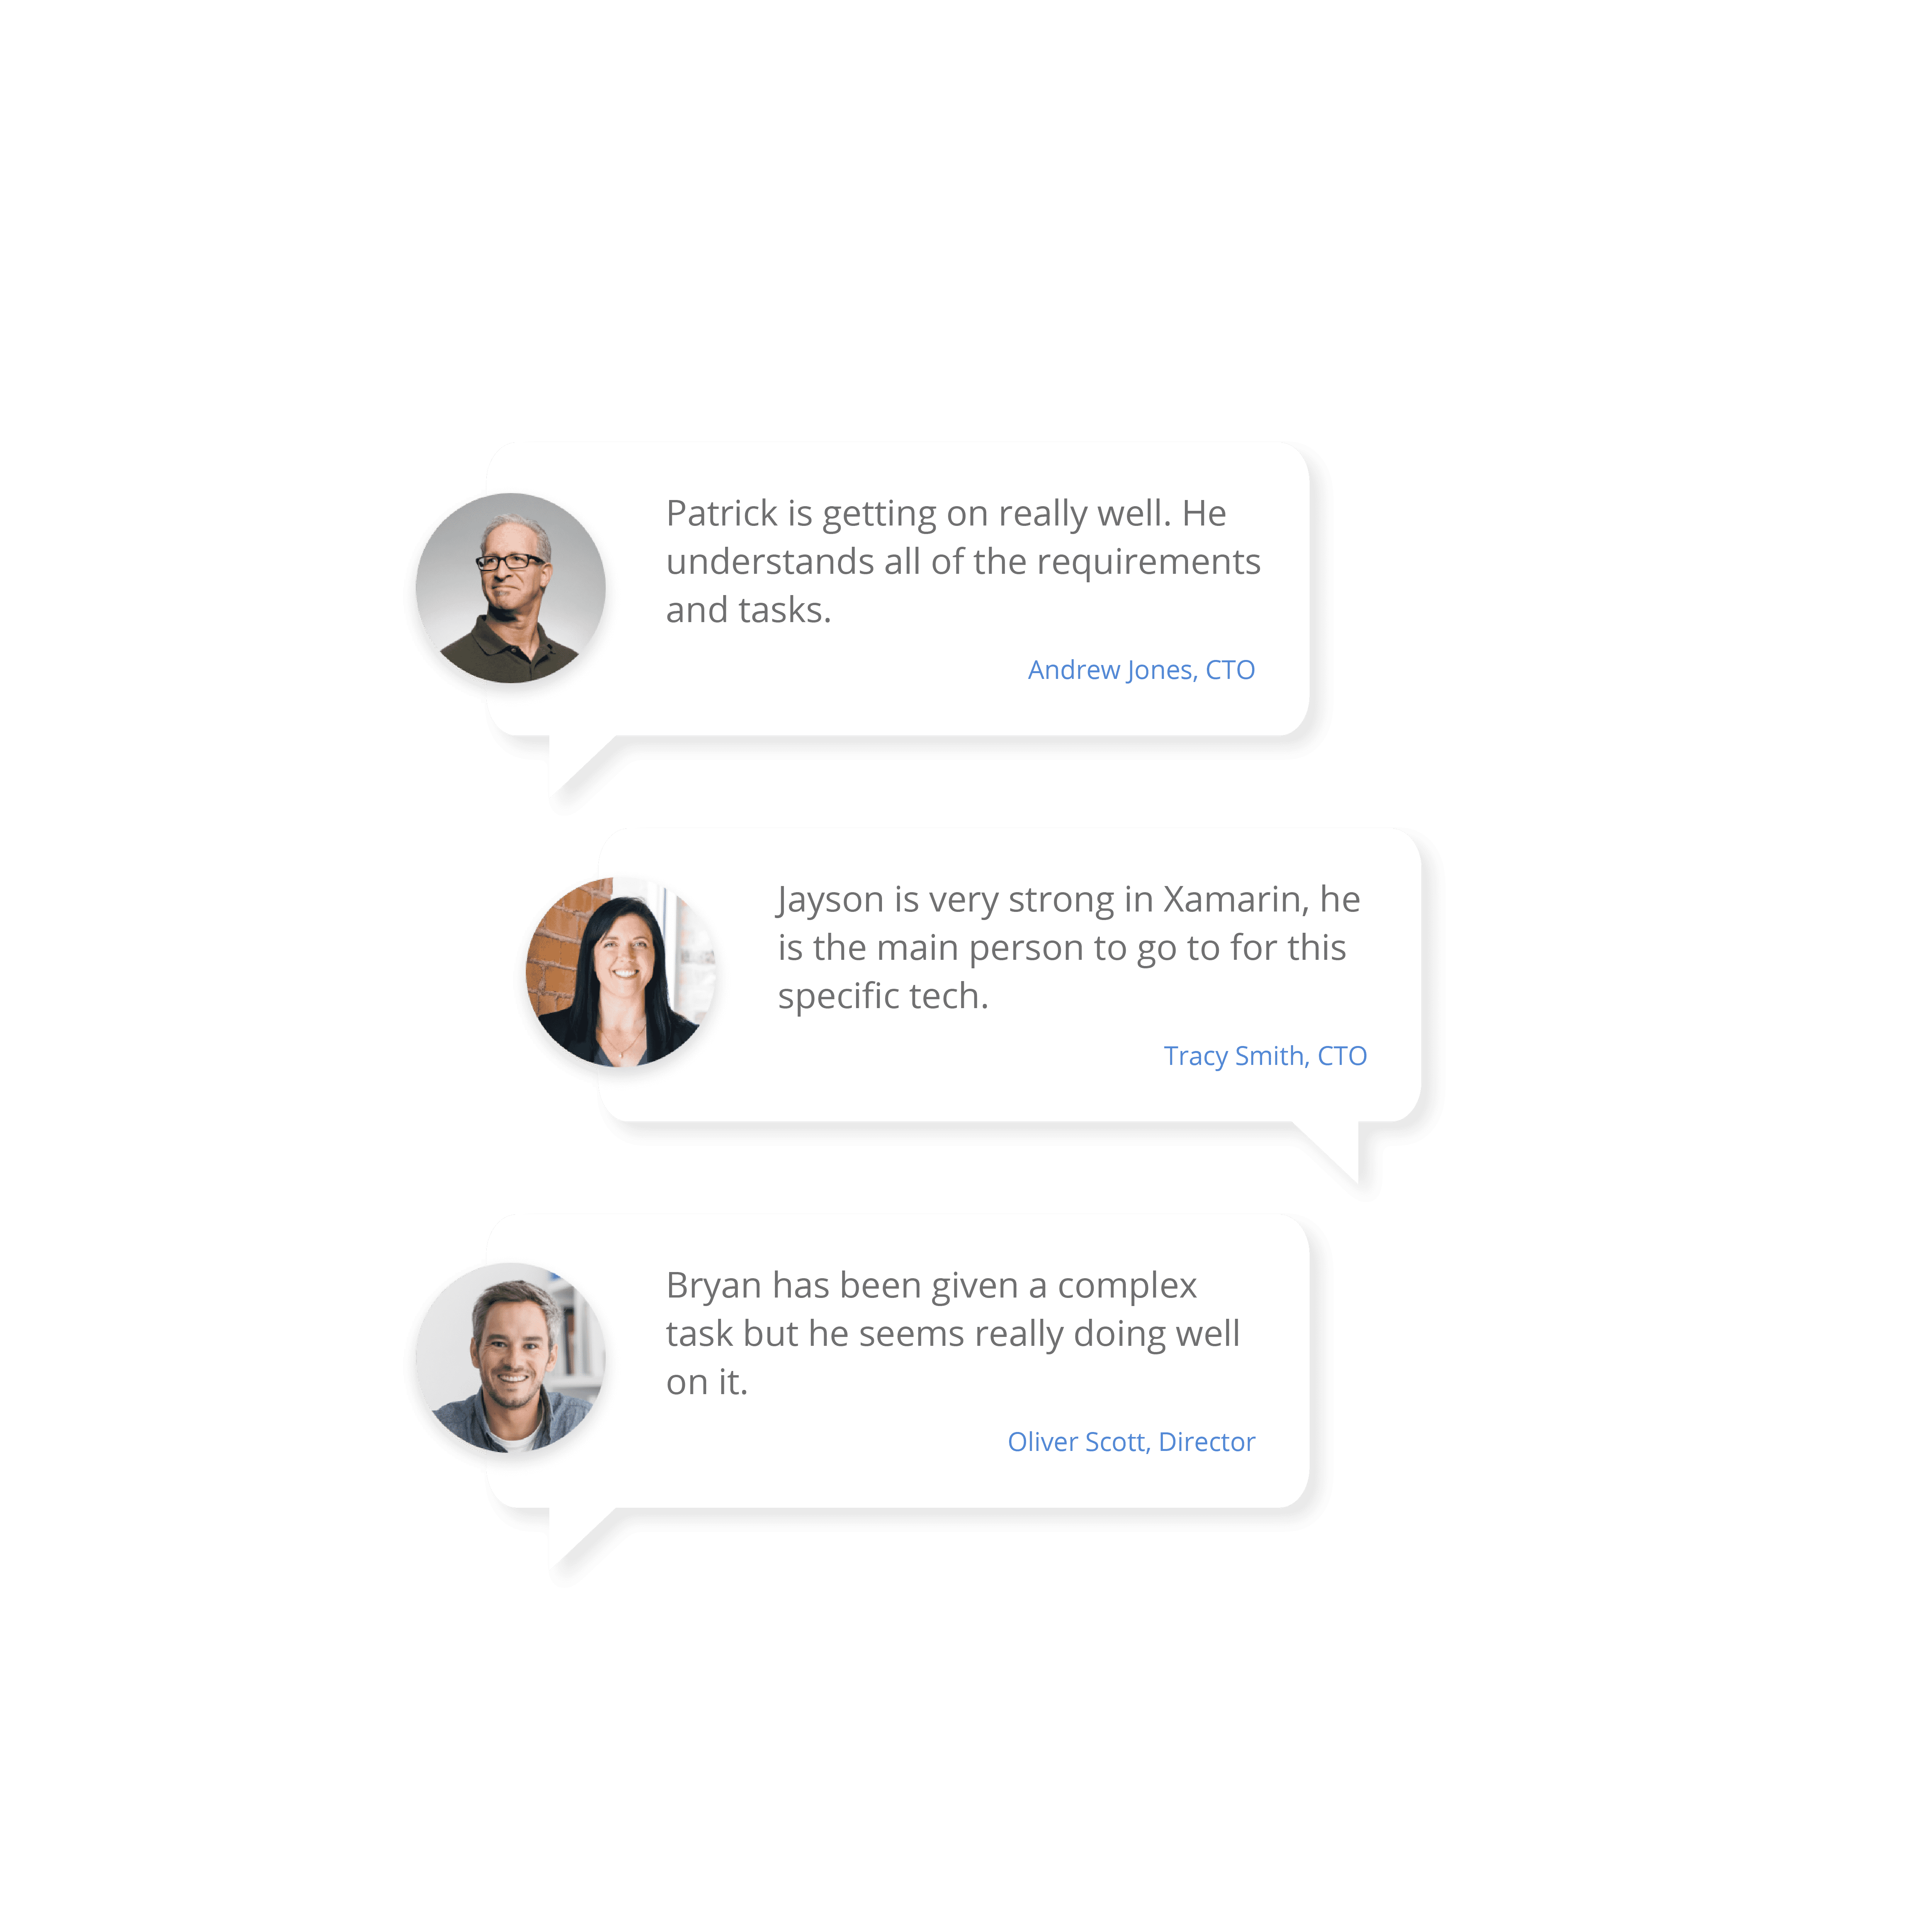 Patrick is getting on really well. He
understands all of the requirements
and tasks.
Andrew Jones, CTO
Jayson is very strong in Xamarin, he
is the main person to go to for this
specific tech.
Tracy Smith, CTO
Bryan has been given a complex
task but he seems really doing well
on it.
Oliver Scott, Director